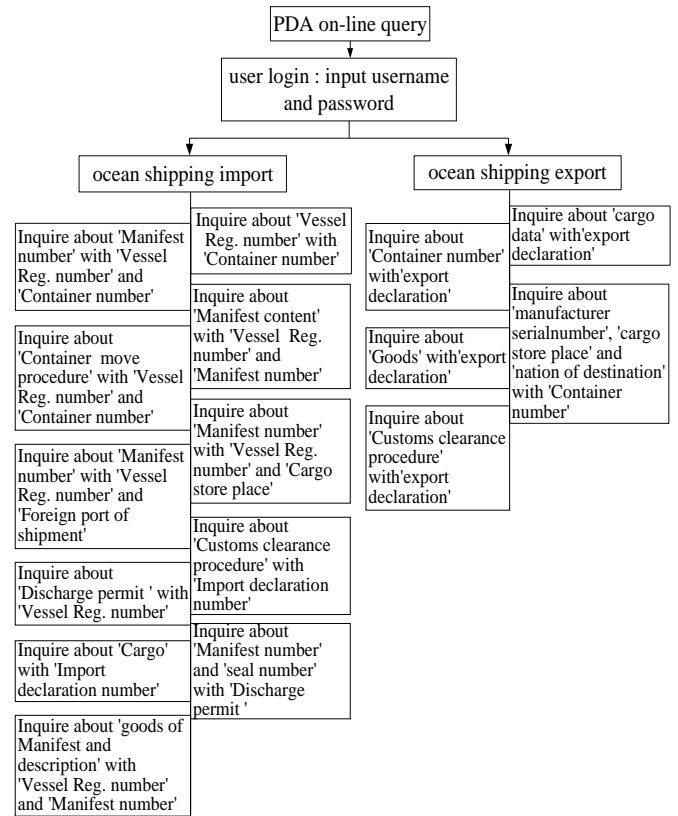 PDA on-line query
user login : input username
and password
ocean shipping import
ocean shipping export
Inquire about
'Manifest
number' with 'Vessel
Reg. number' and
'Container number'
Inquire about 'Vessel
Reg. number' with
'Container number'
Inquire about
'Container  move
procedure' with 'Vessel
Reg. number' and
'Container number'
Inquire about
'Manifest content'
with 'Vessel  Reg.
number' and
'Manifest number'
Inquire about 'Manifest
number' with 'Vessel
Reg. number' and
'Foreign port of
shipment'
Inquire about
'Manifest number'
with 'Vessel Reg.
number' and 'Cargo
store place'
Inquire about
'Discharge permit ' with
'Vessel Reg. number'
Inquire about
'Customs clearance
procedure' with
'Import declaration
number'
Inquire about 'Cargo'
with 'Import
declaration number'
Inquire about
'Manifest number'
and 'seal number'
with 'Discharge
permit '
Inquire about 'goods of
Manifest and
description' with
'Vessel Reg. number'
and 'Manifest number'
Inquire about
'Container number'
with'export
declaration'
Inquire about 'cargo
data' with'export
declaration'
Inquire about
'Goods' with'export
declaration'
Inquire about
'manufacturer
serialnumber', 'cargo
store place' and
'nation of destination'
with 'Container
number'
Inquire about
'Customs clearance
procedure'
with'export
declaration'